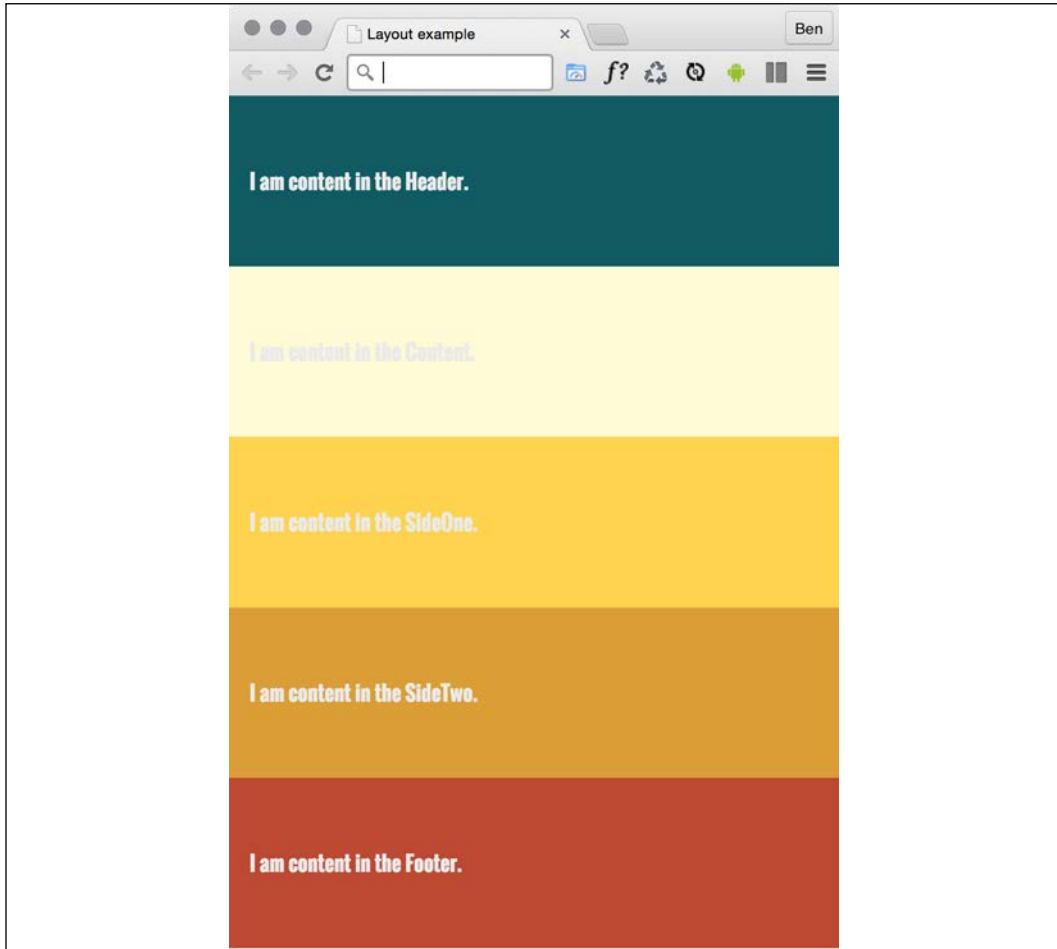 Layout example
Ben
f?
I am content in the Header.
I am content in the Content.
I am content in the SideOne.
I am content in the SideTwo.
I am content in the Footer.